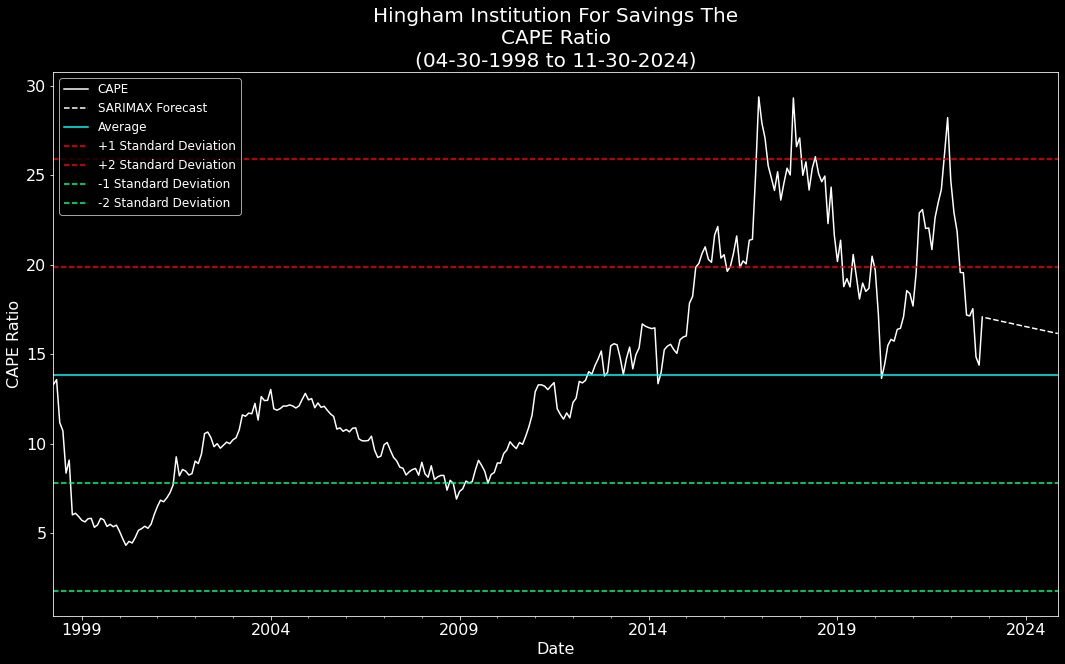 Hingham Institution For Savings The
CAPE Ratio
(04-30-1998 to 11-30-2024)
CAPE
SARIMAX Forecast
Average
+1 Standard Deviation
+2 Standard Deviation
-1 Standard Deviation
-2 Standard Deviation
30
25
20
15
10
5
CAPE Ratio
1999
2004
2009
2014
2019
2024
Date